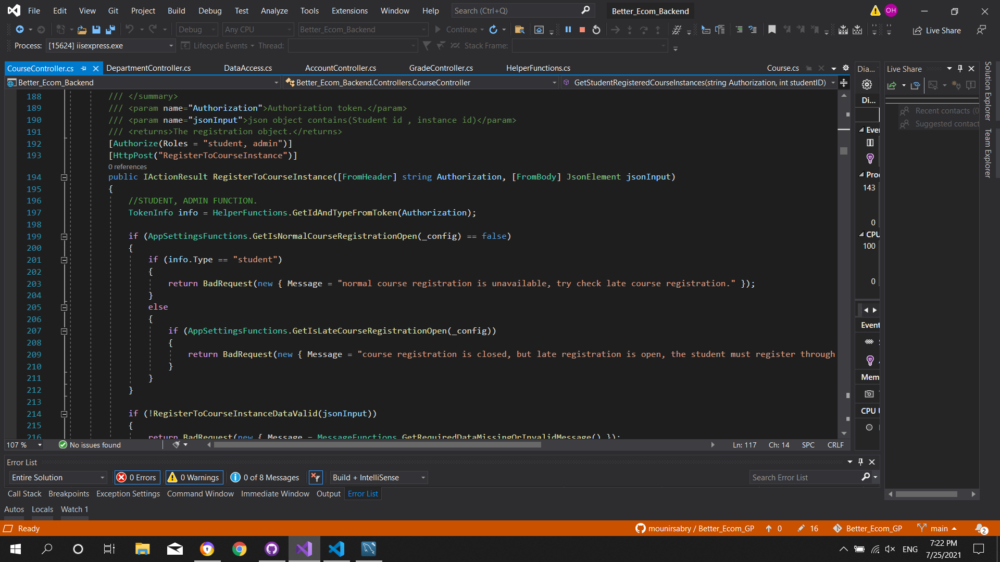 File Edit View Git Project Build Debug Test Analyze Tools Extensions Window Help Search (Ctrl+Q) Better_Ecom_Backend OH
Debug Any CPU Better_Ecom_Backend Continue Live Share
Process: [15624] iisexpress.exe Lifecycle Events Thread: Stack Frame:
CourseController.cs DepartmentController.cs DataAccess.cs AccountController.cs GradeController.cs HelperFunctions.cs Course.cs Dia... Live Share
Better_Ecom_Backend Better_Ecom_Backend.Controllers.CourseController GetStudentRegisteredCourseInstances(string Authorization, int studentID)
188 /// </summary>
189 /// <param name="Authorization">Authorization token.</param>
190 /// <param name="jsonInput">json object contains(Student id , instance id)</param>
191 /// <returns>The registration object.</returns>
192 [Authorize(Roles = "student, admin")]
193 [HttpPost("RegisterToCourseInstance")]
0 references
194 public IActionResult RegisterToCourseInstance([FromHeader] string Authorization, [FromBody] JsonElement jsonInput)
195 {
196 //STUDENT, ADMIN FUNCTION.
197 TokenInfo info = HelperFunctions.GetIdAndTypeFromToken(Authorization);
198
199 if (AppSettingsFunctions.GetIsNormalCourseRegistrationOpen(_config) == false)
200 {
201 if (info.Type == "student")
202 {
203 return BadRequest(new { Message = "normal course registration is unavailable, try check late course registration." });
204 }
205 else
206 {
207 if (AppSettingsFunctions.GetIsLateCourseRegistrationOpen(_config))
208 {
209 return BadRequest(new { Message = "course registration is closed, but late registration is open, the student must register through
210 }
211 }
212 }
213
214 if (!RegisterToCourseInstanceDataValid(jsonInput))
215 {
216 return BadRequest(new { Message = MessageFunctions.GetRequiredDataMissingOrInvalidMessage() });
107 % No issues found Ln: 117 Ch: 14 SPC CRLF
Di...
Eve
Pro
143
0
CPU
100
0
Event
Mem
CPU
Recent contacts (0
Suggested contact
Solution Explorer
Team Explorer
Error List
Entire Solution 0 Errors 0 Warnings 0 of 8 Messages Build + IntelliSense Search Error List
Call Stack Breakpoints Exception Settings Command Window Immediate Window Output Error List
Autos Locals Watch 1
Ready mounirsabry / Better_Ecom_GP 0 16 Better_Ecom_GP main 2
ENG 7:22 PM
7/25/2021